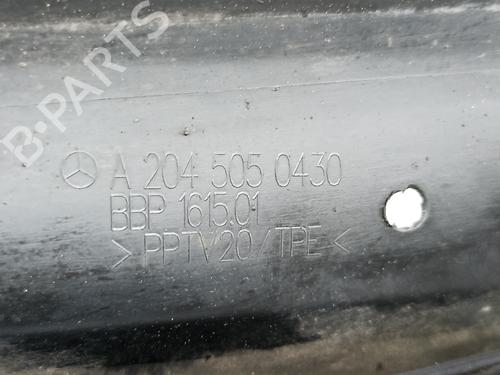 B-PARTS
A 204 505 0430
BBP 1615.01
>PPTV20/TPE<